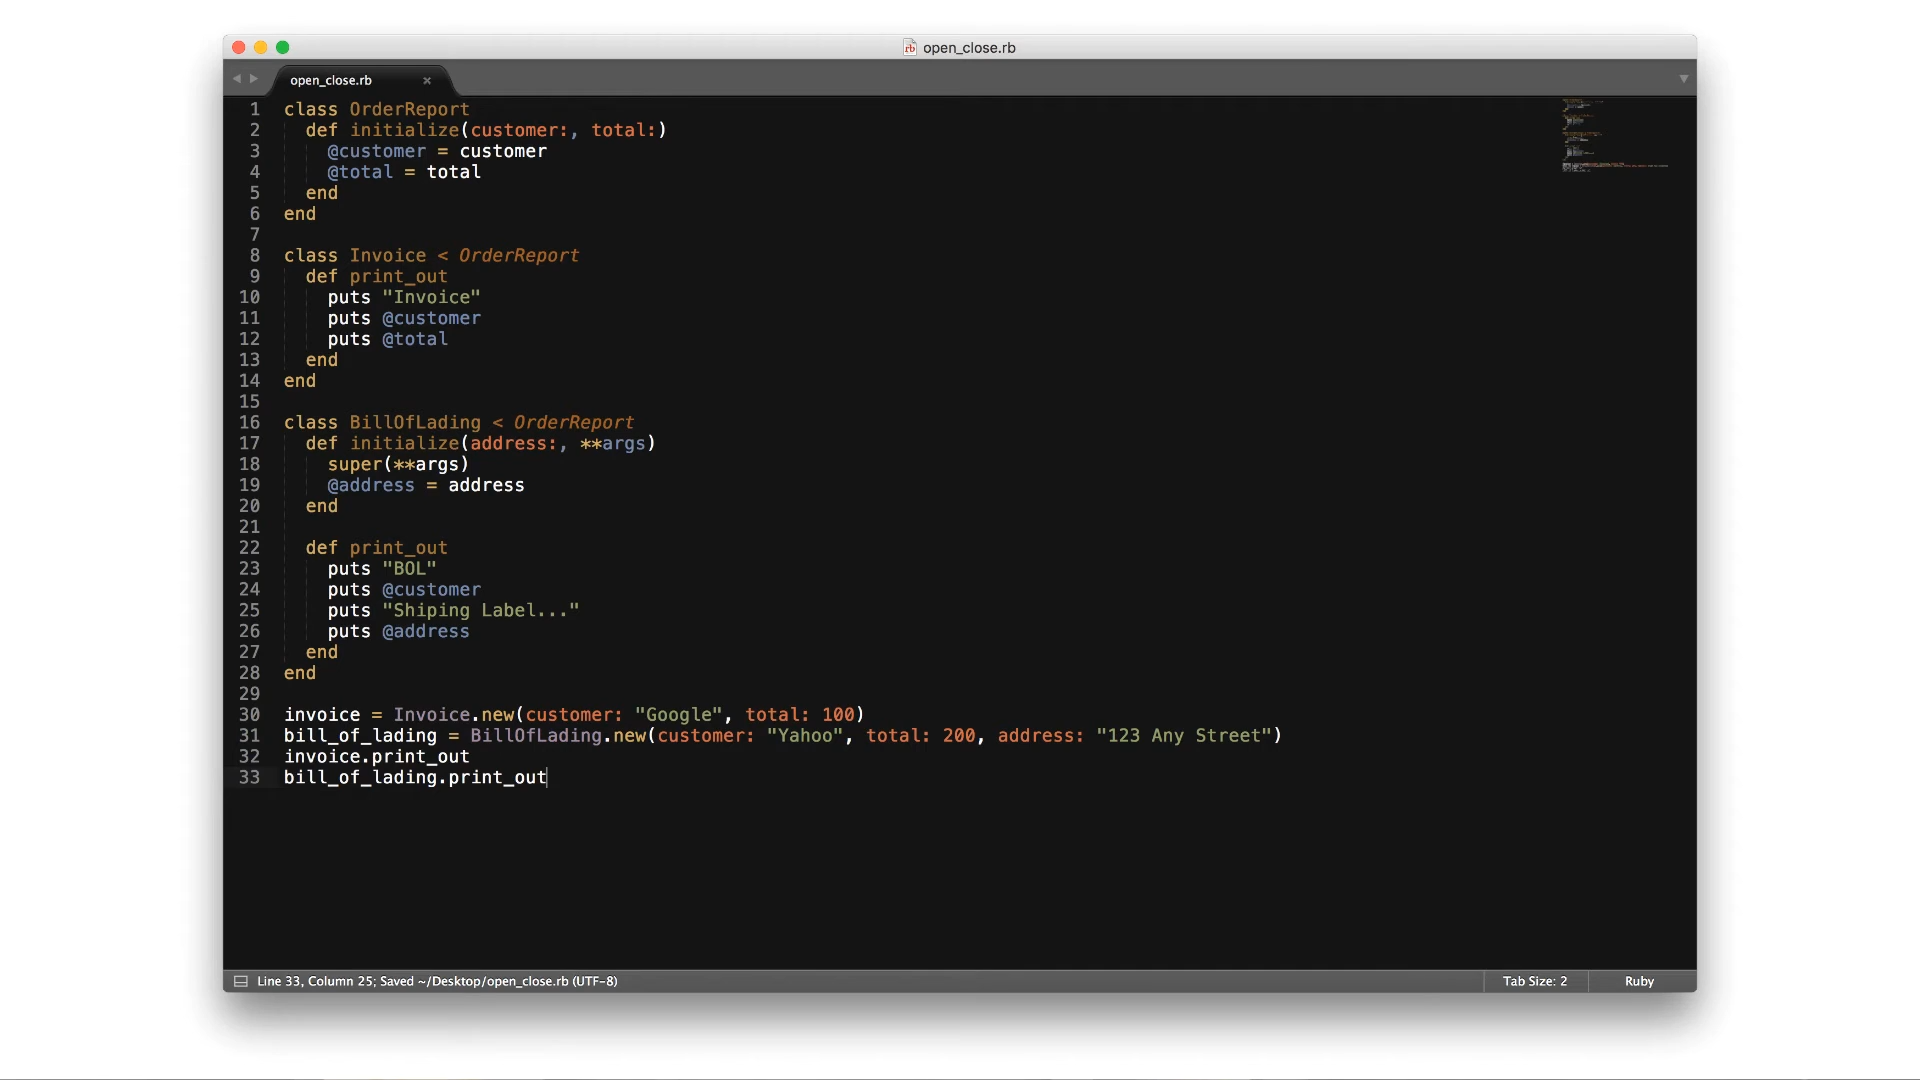 open_close.rb
open_close.rb
1 class OrderReport
2   def initialize(customer:, total:)
3     @customer = customer
4     @total = total
5   end
6 end
7
8 class Invoice < OrderReport
9   def print_out
10     puts "Invoice"
11     puts @customer
12     puts @total
13   end
14 end
15
16 class BillOfLading < OrderReport
17   def initialize(address:, **args)
18     super(**args)
19     @address = address
20   end
21
22   def print_out
23     puts "BOL"
24     puts @customer
25     puts "Shiping Label..."
26     puts @address
27   end
28 end
29
30 invoice = Invoice.new(customer: "Google", total: 100)
31 bill_of_lading = BillOfLading.new(customer: "Yahoo", total: 200, address: "123 Any Street")
32 invoice.print_out
33 bill_of_lading.print_out
Line 33, Column 25; Saved ~/Desktop/open_close.rb (UTF-8) Tab Size: 2 Ruby